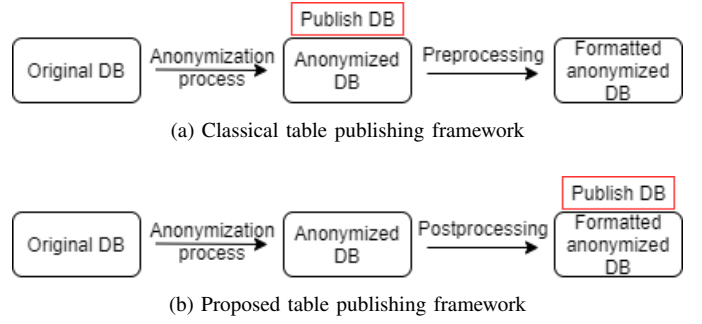 Publish DB
Original DB
Anonymization
process
Anonymized
DB
Preprocessing
Formatted
anonymized
DB
(a) Classical table publishing framework
Publish DB
Original DB
Anonymization
process
Anonymized
DB
Postprocessing
Formatted
anonymized
DB
(b) Proposed table publishing framework